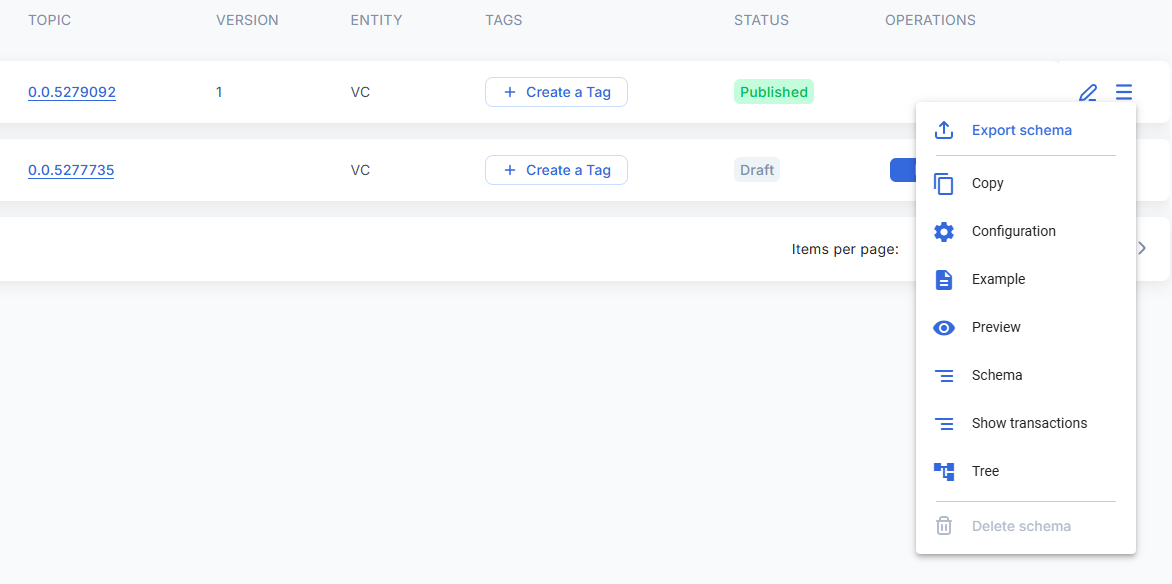 TOPIC VERSION ENTITY TAGS STATUS OPERATIONS
0.0.5279092 1 VC + Create a Tag Published
Export schema
0.0.5277735 VC + Create a Tag Draft
Copy
Configuration
Items per page:
Example
Preview
Schema
Show transactions
Tree
Delete schema